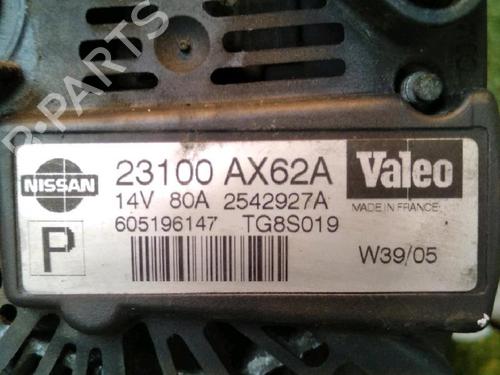 B-PARTS
NISSAN
23100 AX62A
Valeo
14V 80A 2542927A
MADE IN FRANCE
605196147 TG8S019
P
W39/05